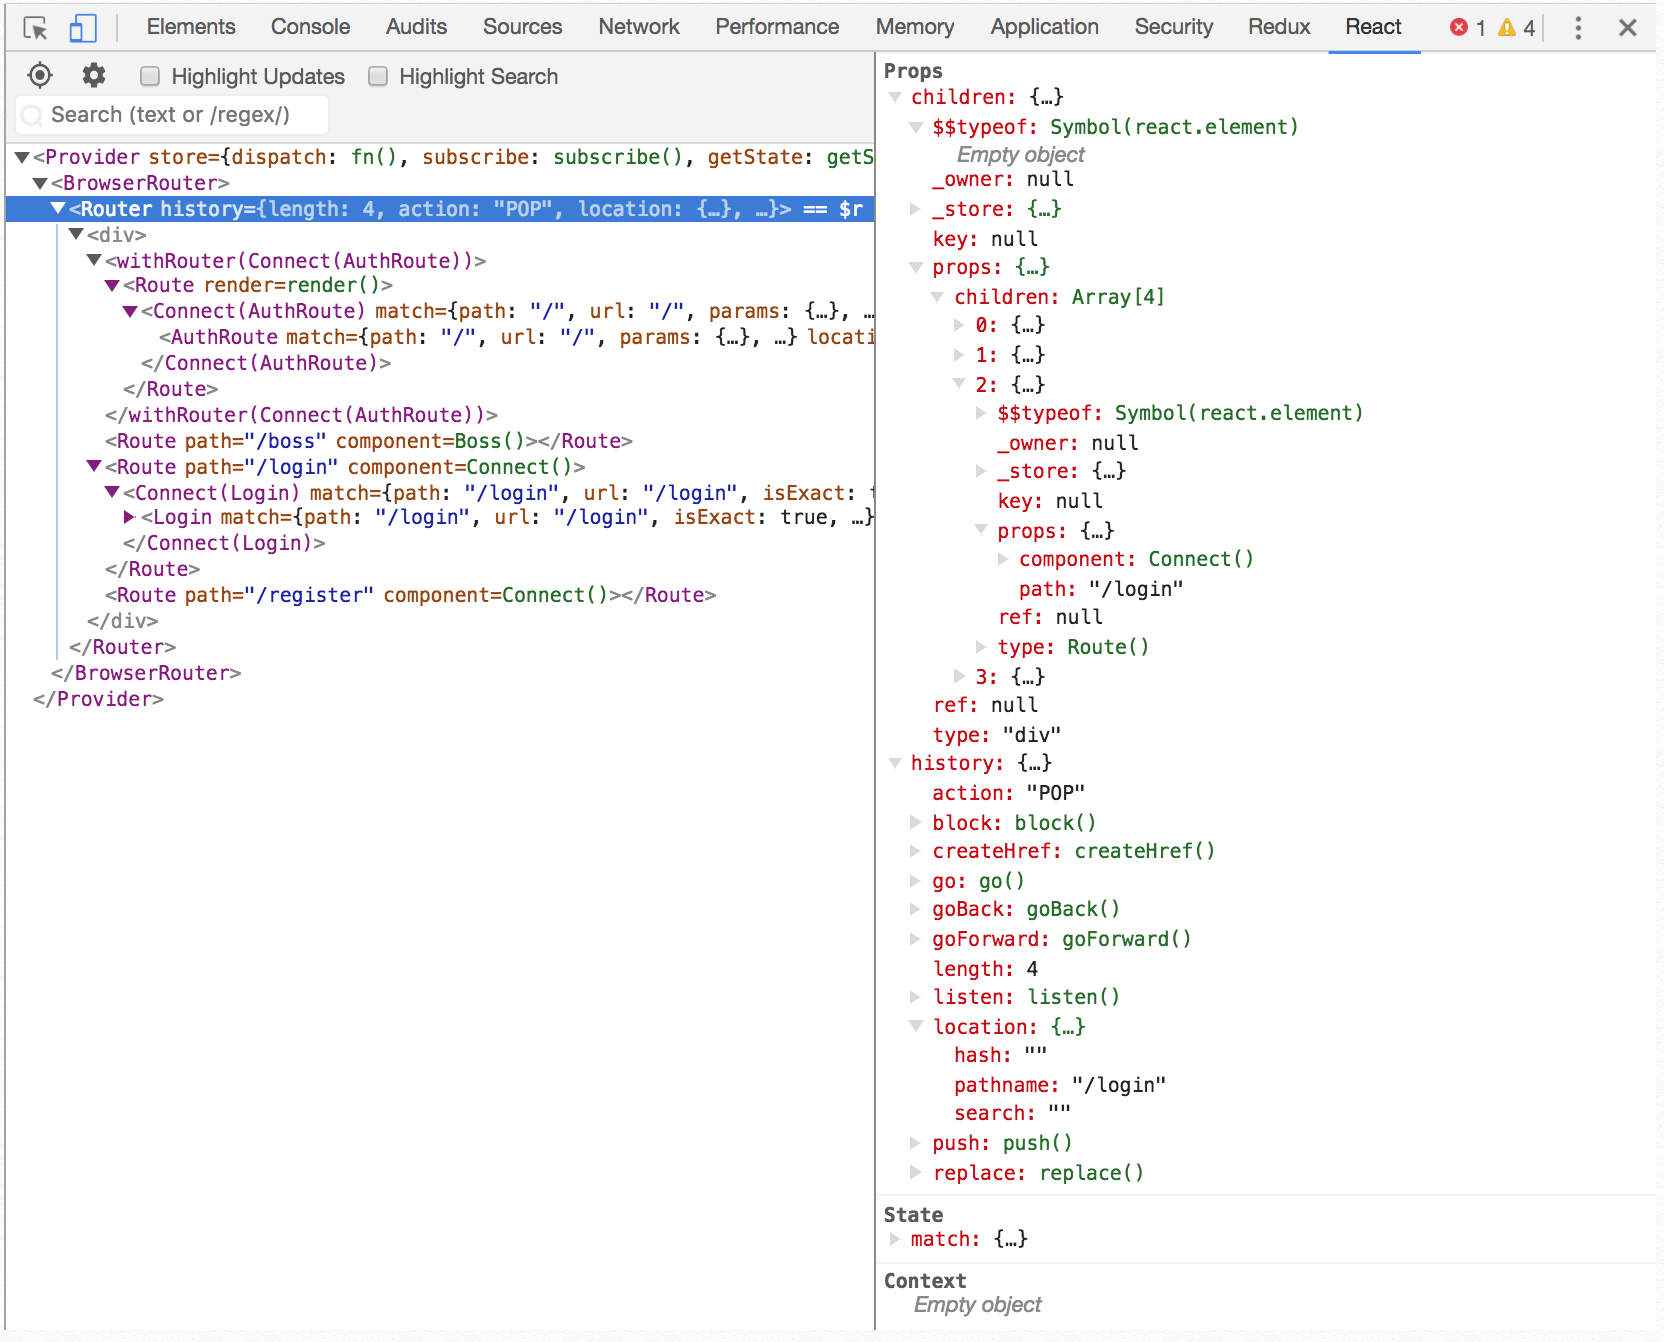 Elements Console Audits Sources Network Performance Memory Application Security Redux React 1 4
Highlight Updates Highlight Search
Search (text or /regex/)
<Provider store={dispatch: fn(), subscribe: subscribe(), getState: getS
<BrowserRouter>
<Router history={length: 4, action: "POP", location: {…}, …}> == $r
<div>
<withRouter(Connect(AuthRoute))>
<Route render=render()>
<Connect(AuthRoute) match={path: "/", url: "/", params: {…}, …
<AuthRoute match={path: "/", url: "/", params: {…}, …} locati
</Connect(AuthRoute)>
</Route>
</withRouter(Connect(AuthRoute))>
<Route path="/boss" component=Boss()></Route>
<Route path="/login" component=Connect()>
<Connect(Login) match={path: "/login", url: "/login", isExact: t
<Login match={path: "/login", url: "/login", isExact: true, …}
</Connect(Login)>
</Route>
<Route path="/register" component=Connect()></Route>
</div>
</Router>
</BrowserRouter>
</Provider>
Props
children: {…}
$$typeof: Symbol(react.element)
Empty object
_owner: null
_store: {…}
key: null
props: {…}
children: Array[4]
0: {…}
1: {…}
2: {…}
$$typeof: Symbol(react.element)
_owner: null
_store: {…}
key: null
props: {…}
component: Connect()
path: "/login"
ref: null
type: Route()
3: {…}
ref: null
type: "div"
history: {…}
action: "POP"
block: block()
createHref: createHref()
go: go()
goBack: goBack()
goForward: goForward()
length: 4
listen: listen()
location: {…}
hash: ""
pathname: "/login"
search: ""
push: push()
replace: replace()
State
match: {…}
Context
Empty object